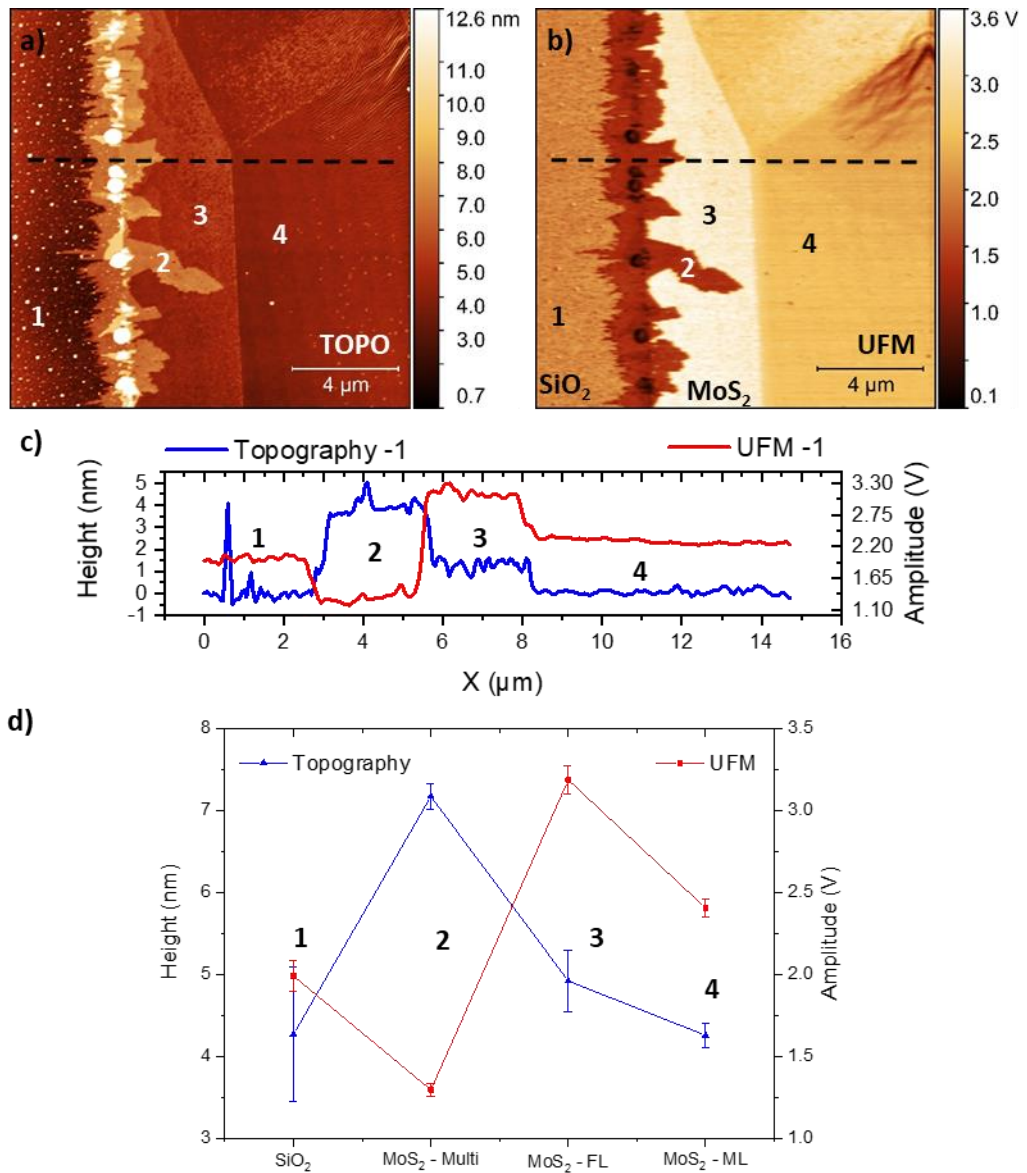 a)
3
4
2
1
TOPO
4 µm
12.6 nm
11.0
10.0
9.0
8.0
7.0
6.0
5.0
4.0
3.0
0.7
b)
3
4
2
1
SiO₂
MoS₂
UFM
4 µm
3.6 V
3.0
2.5
2.0
1.5
1.0
0.1
c)
Topography -1
UFM -1
Height (nm)
5
4
3
2
1
0
-1
1
2
3
4
3.30
2.75
2.20
1.65
1.10
Amplitude (V)
0 2 4 6 8 10 12 14 16
X (µm)
d)
Topography
UFM
Height (nm)
8
7
6
5
4
3
1
2
3
4
3.5
3.0
2.5
2.0
1.5
1.0
Amplitude (V)
SiO₂ MoS₂ - Multi MoS₂ - FL MoS₂ - ML